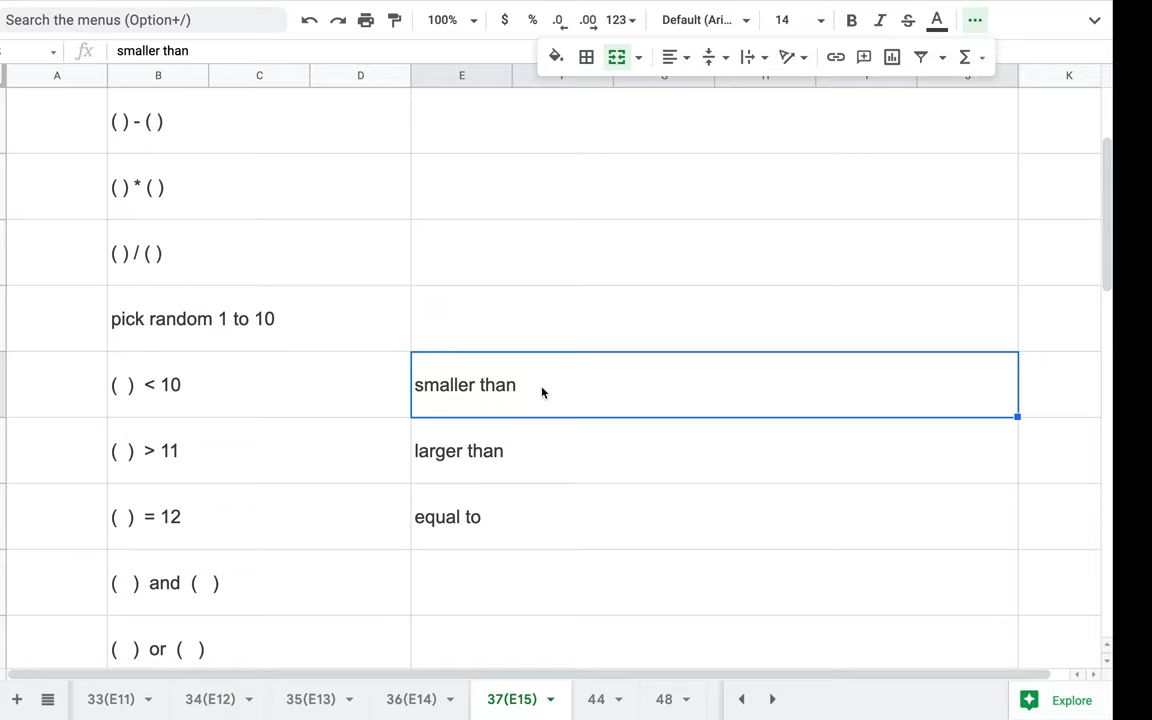 Search the menus (Option+/)
100%
$
%
.0
.00
123
Default (Ari...
14
B
I
S
A
fx
smaller than
A
B
C
D
E
K
( ) - ( )
( ) * ( )
( ) / ( )
pick random 1 to 10
( ) < 10
smaller than
( ) > 11
larger than
( ) = 12
equal to
( ) and ( )
( ) or ( )
33(E11)
34(E12)
35(E13)
36(E14)
37(E15)
44
48
Explore